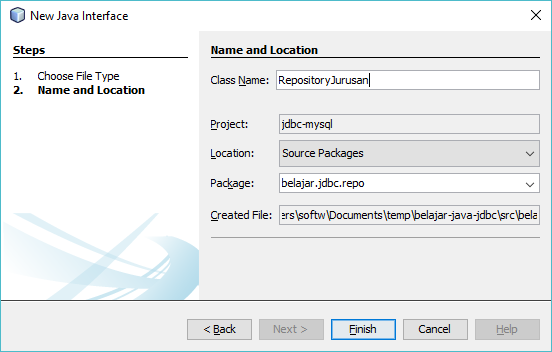 New Java Interface
Steps
1. Choose File Type
2. Name and Location
Name and Location
Class Name: RepositoryJurusan
Project: jdbc-mysql
Location: Source Packages
Package: belajar.jdbc.repo
Created File: ers\softw\Documents\temp\belajar-java-jdbc\src\bela
< Back Next > Finish Cancel Help